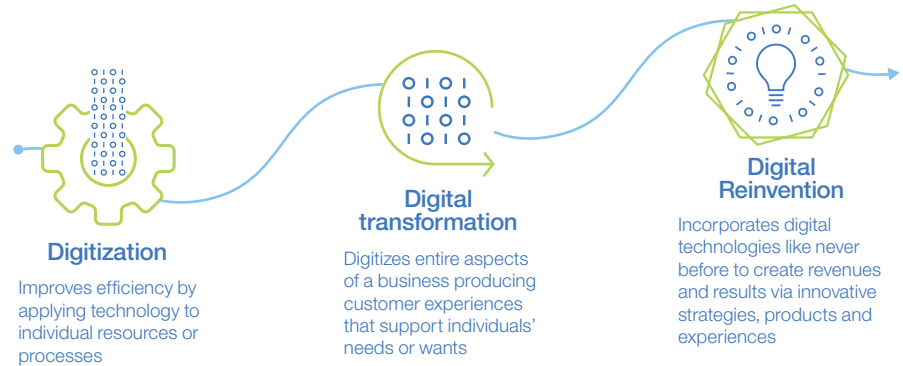 Digitization
Improves efficiency by
applying technology to
individual resources or
processes
Digital
transformation
Digitizes entire aspects
of a business producing
customer experiences
that support individuals’
needs or wants
Digital
Reinvention
Incorporates digital
technologies like never
before to create revenues
and results via innovative
strategies, products and
experiences